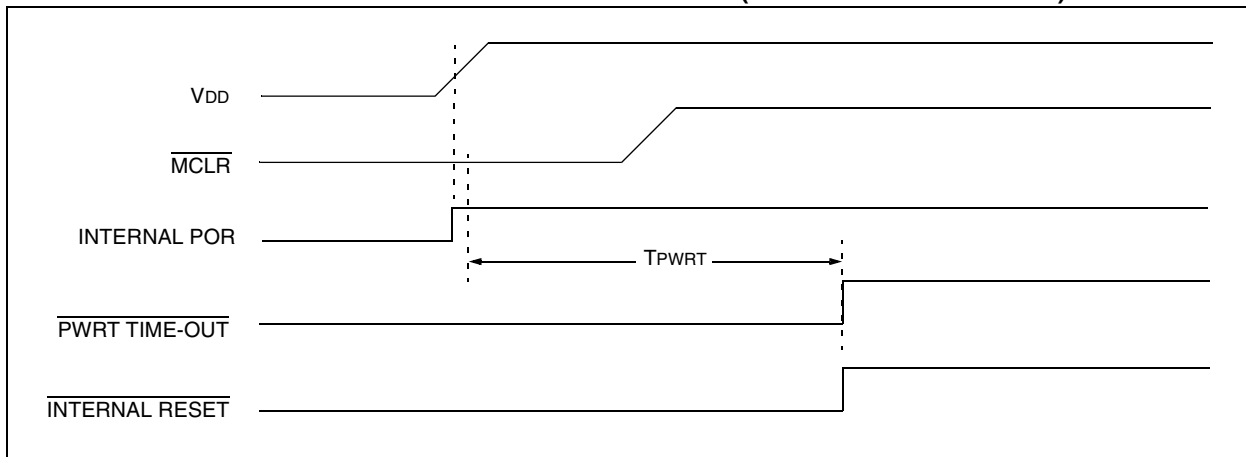 VDD
MCLR
INTERNAL POR
TPWRT
PWRT TIME-OUT
INTERNAL RESET